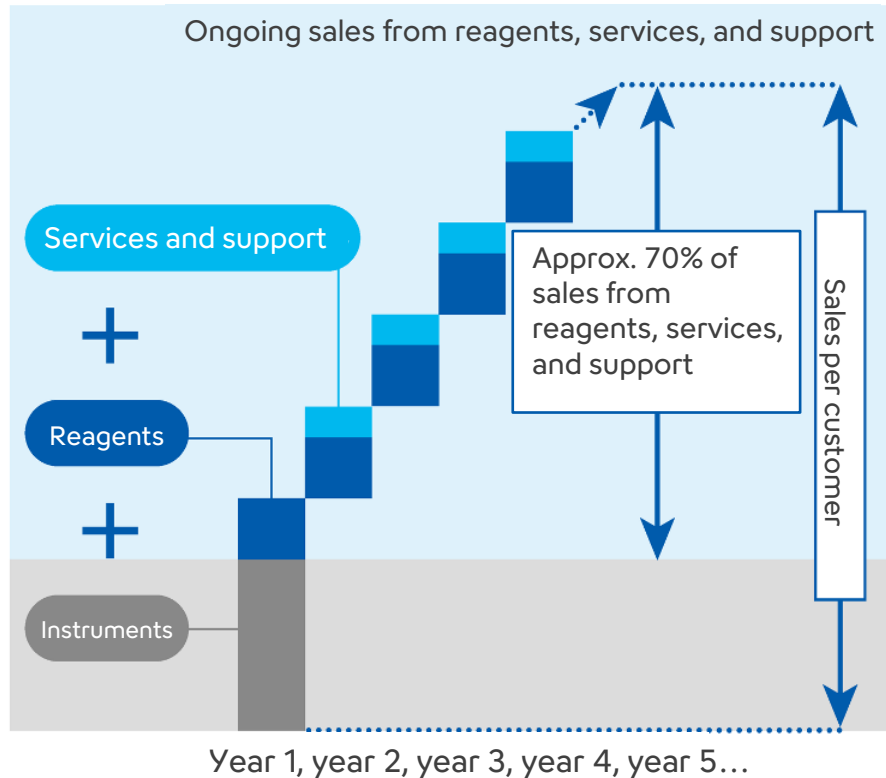 Ongoing sales from reagents, services, and support
Services and support
+
Reagents
+
Instruments
Approx. 70% of
sales from
reagents, services,
and support
Sales per customer
Year 1, year 2, year 3, year 4, year 5...